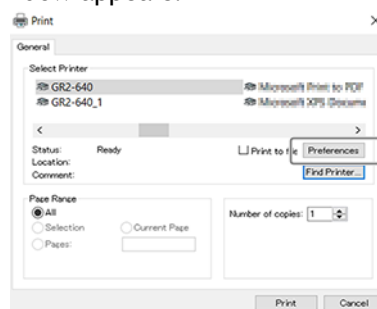 Print
General
Select Printer
GR2-640
Microsoft Print to PDF
GR2-640_1
Microsoft XPS Docume
Status: Ready
Print to file
Preferences
Location:
Comment:
Find Printer...
Page Range
All
Selection
Current Page
Pages:
Number of copies: 1
Print
Cancel